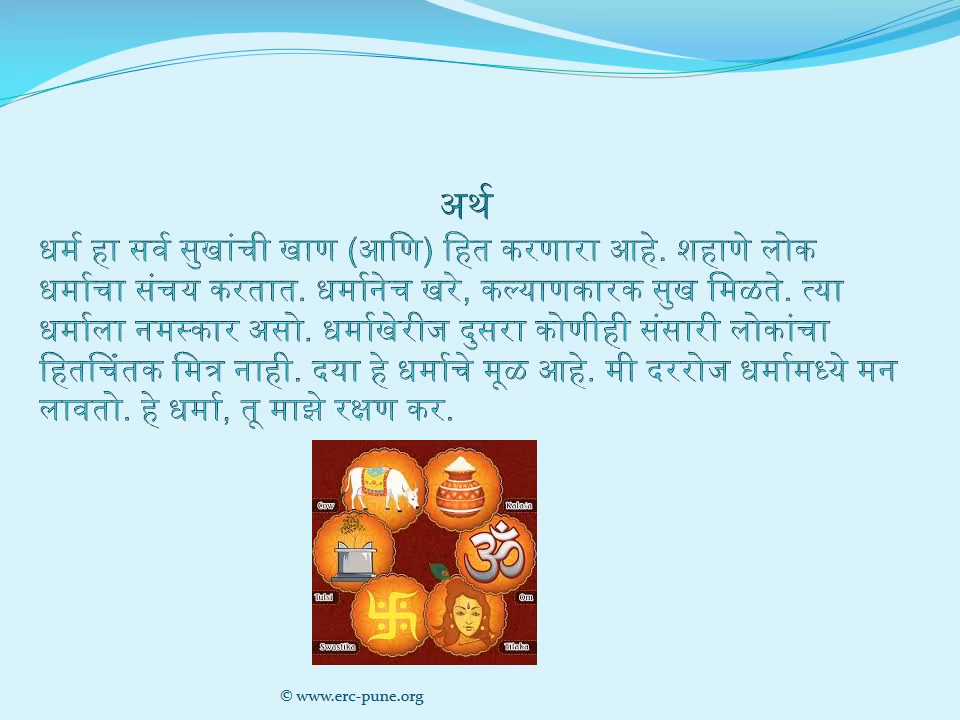 अर्थ
धर्म हा सर्व सुखांची खाण (आणि) हित करणारा आहे. शहाणे लोक
धर्माचा संचय करतात. धर्मानेच खरे, कल्याणकारक सुख मिळते. त्या
धर्माला नमस्कार असो. धर्माखेरीज दुसरा कोणीही संसारी लोकांचा
हितचिंतक मित्र नाही. दया हे धर्माचे मूळ आहे. मी दररोज धर्मामध्ये मन
लावतो. हे धर्मा, तू माझे रक्षण कर.
Cow
Kalasa
Tulsi
Om
Swastika
Tileka
© www.erc-pune.org